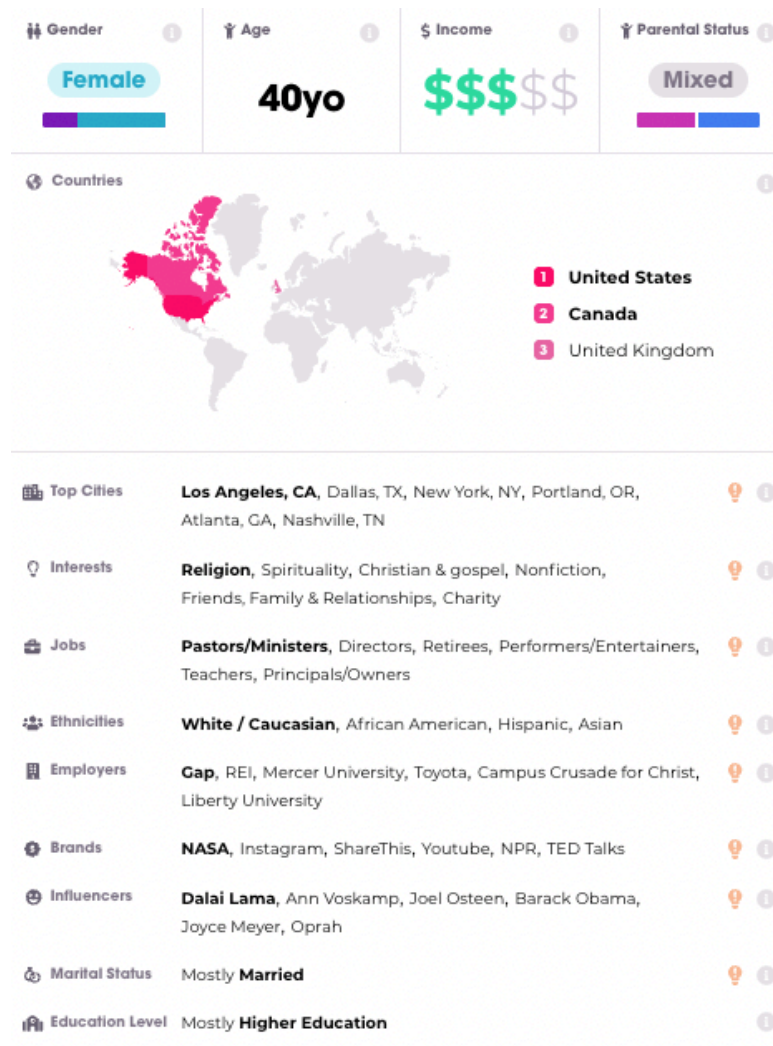 Gender
Age
$ Income
Parental Status
Female
40yo
$$$$$
Mixed
Countries
1 United States
2 Canada
3 United Kingdom
Top Cities
Los Angeles, CA, Dallas, TX, New York, NY, Portland, OR,
Atlanta, GA, Nashville, TN
Interests
Religion, Spirituality, Christian & gospel, Nonfiction,
Friends, Family & Relationships, Charity
Jobs
Pastors/Ministers, Directors, Retirees, Performers/Entertainers,
Teachers, Principals/Owners
Ethnicities
White / Caucasian, African American, Hispanic, Asian
Employers
Gap, REI, Mercer University, Toyota, Campus Crusade for Christ,
Liberty University
Brands
NASA, Instagram, ShareThis, Youtube, NPR, TED Talks
Influencers
Dalai Lama, Ann Voskamp, Joel Osteen, Barack Obama,
Joyce Meyer, Oprah
Marital Status
Mostly Married
Education Level
Mostly Higher Education